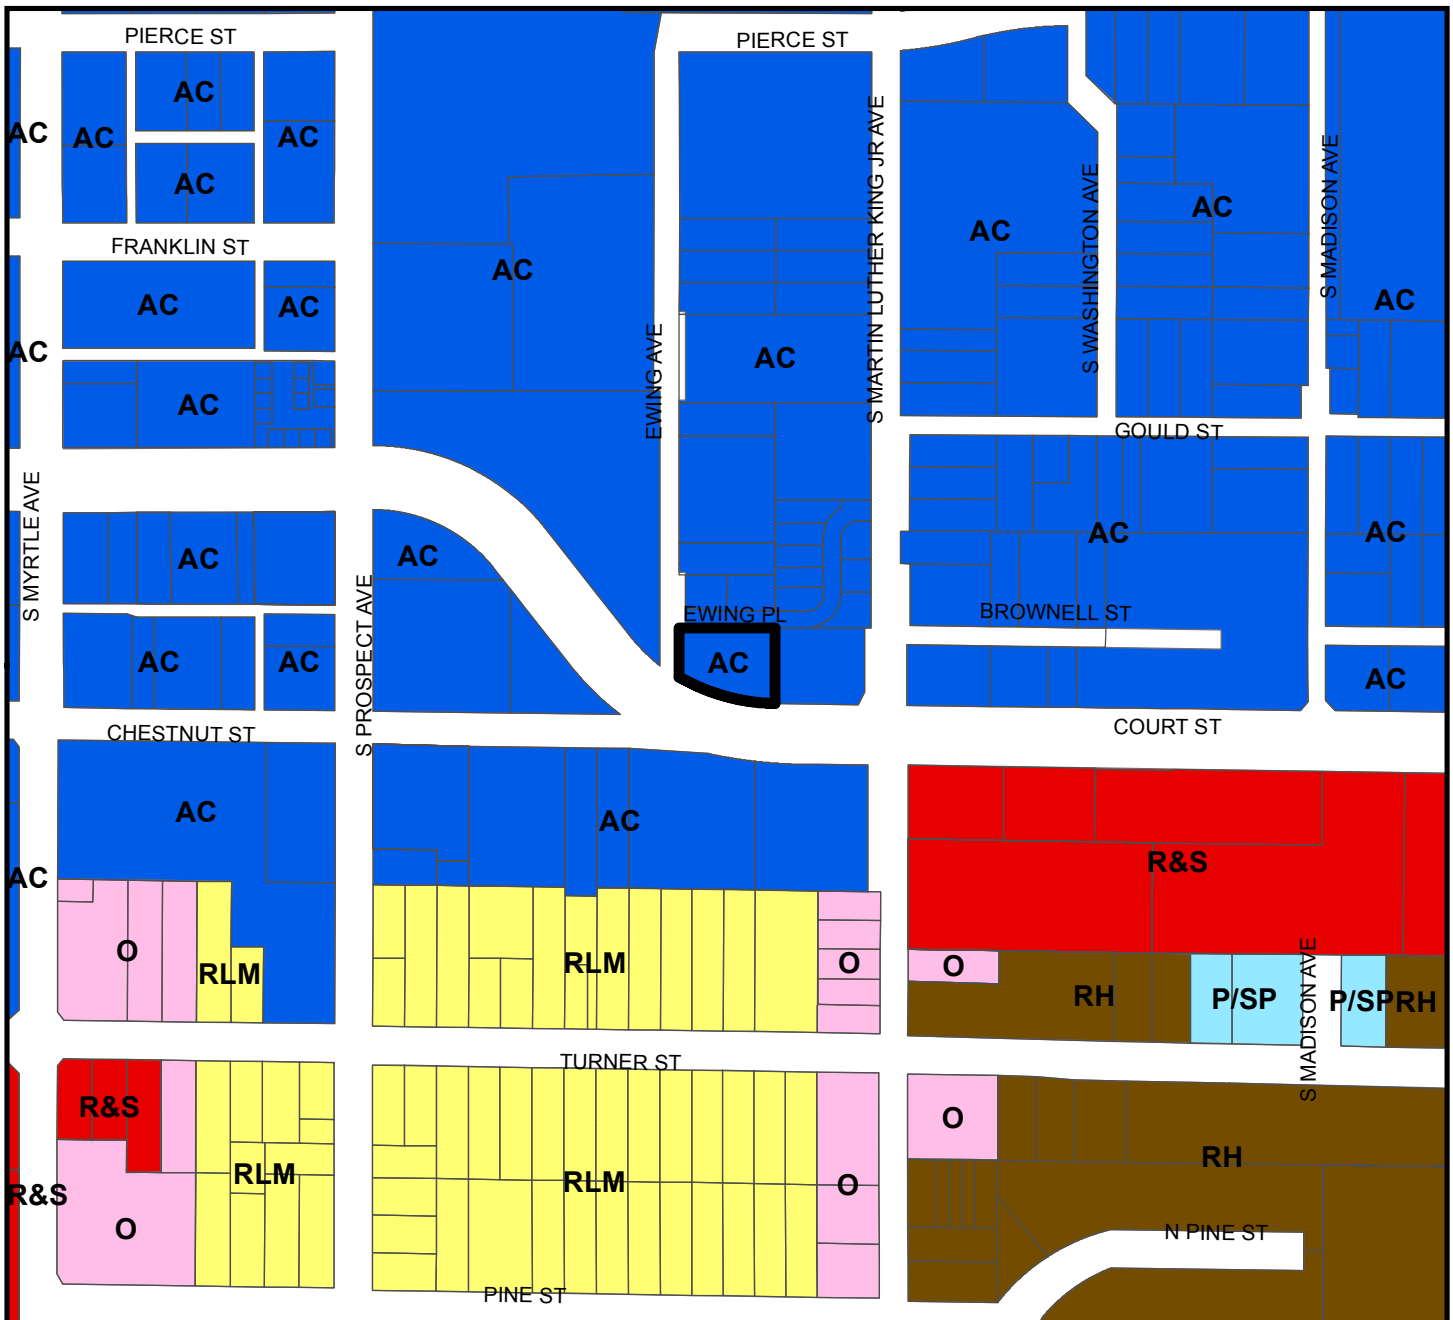 PIERCE ST
PIERCE ST
AC
AC
AC
AC
AC
AC
S MARTIN LUTHER KING JR AVE
S WASHINGTON AVE
S MADISON AVE
AC
AC
FRANKLIN ST
AC
AC
AC
AC
AC
AC
EWING AVE
AC
AC
GOULD ST
S MYRTLE AVE
AC
AC
AC
AC
S PROSPECT AVE
EWING PL
BROWNELL ST
AC
AC
AC
AC
CHESTNUT ST
COURT ST
AC
AC
R&S
AC
O
RLM
RLM
O
O
RH
P/SP
P/SP
RH
S MADISON AVE
TURNER ST
R&S
O
RLM
RLM
O
RH
R&S
O
N PINE ST
PINE ST